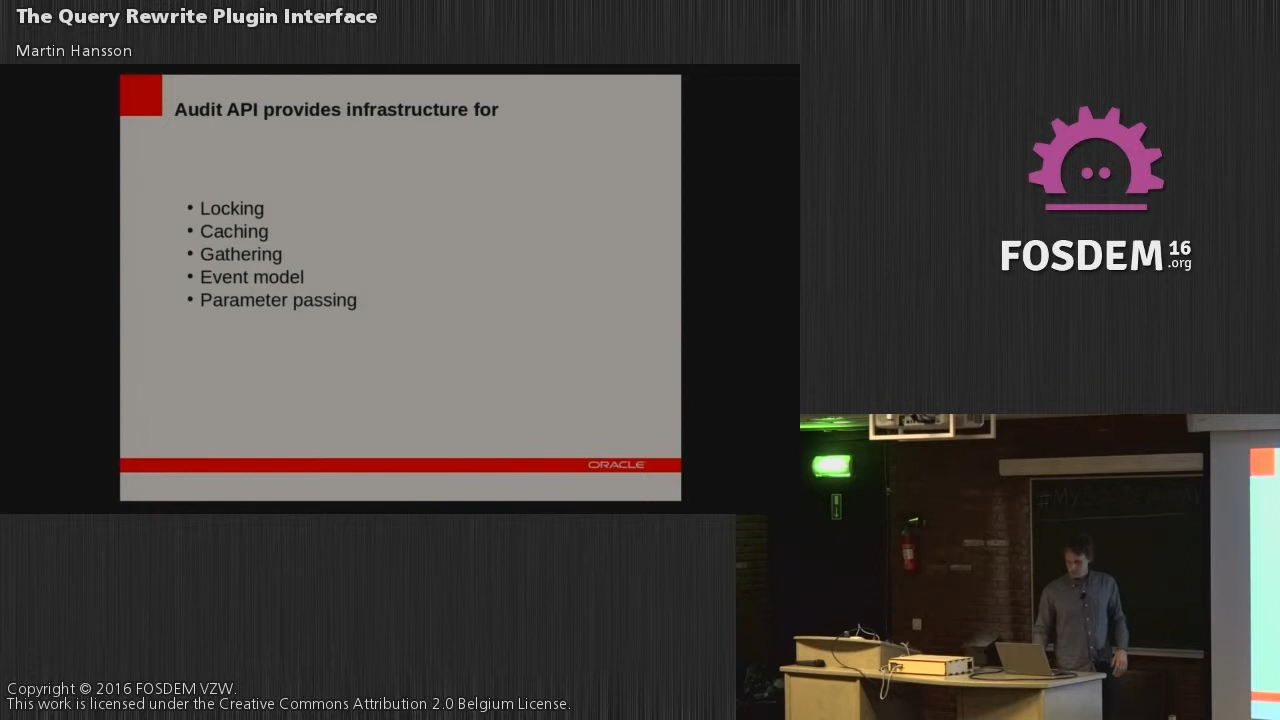 The Query Rewrite Plugin Interface
Martin Hansson
Audit API provides infrastructure for
• Locking
• Caching
• Gathering
• Event model
• Parameter passing
ORACLE
FOSDEM 16
.org
Copyright © 2016 FOSDEM VZW.
This work is licensed under the Creative Commons Attribution 2.0 Belgium License.